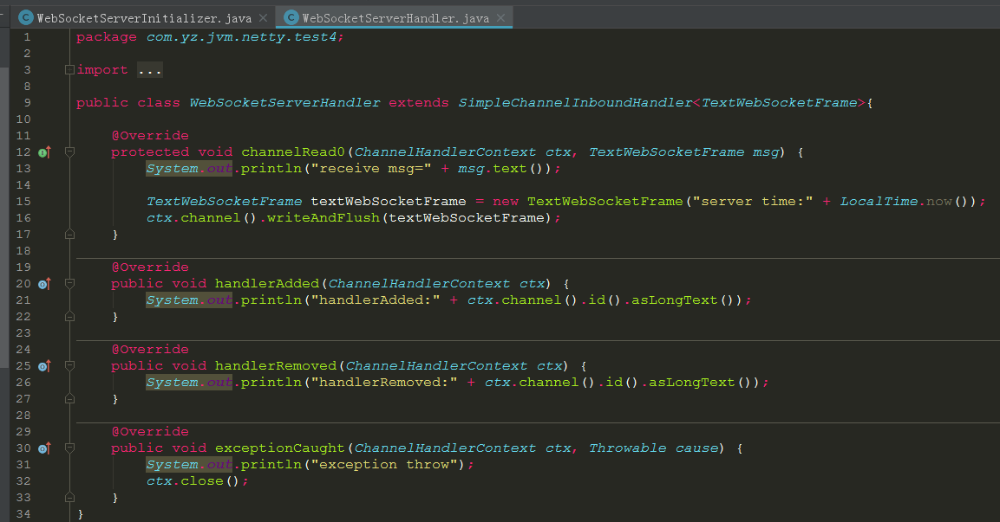 WebSocketServerInitializer.java WebSocketServerHandler.java
1 package com.yz.jvm.netty.test4;
2
3 import ...
8
9 public class WebSocketServerHandler extends SimpleChannelInboundHandler<TextWebSocketFrame>{
10
11 @Override
12 protected void channelRead0(ChannelHandlerContext ctx, TextWebSocketFrame msg) {
13 System.out.println("receive msg=" + msg.text());
14
15 TextWebSocketFrame textWebSocketFrame = new TextWebSocketFrame("server time:" + LocalTime.now());
16 ctx.channel().writeAndFlush(textWebSocketFrame);
17 }
18
19 @Override
20 public void handlerAdded(ChannelHandlerContext ctx) {
21 System.out.println("handlerAdded:" + ctx.channel().id().asLongText());
22 }
23
24 @Override
25 public void handlerRemoved(ChannelHandlerContext ctx) {
26 System.out.println("handlerRemoved:" + ctx.channel().id().asLongText());
27 }
28
29 @Override
30 public void exceptionCaught(ChannelHandlerContext ctx, Throwable cause) {
31 System.out.println("exception throw");
32 ctx.close();
33 }
34 }